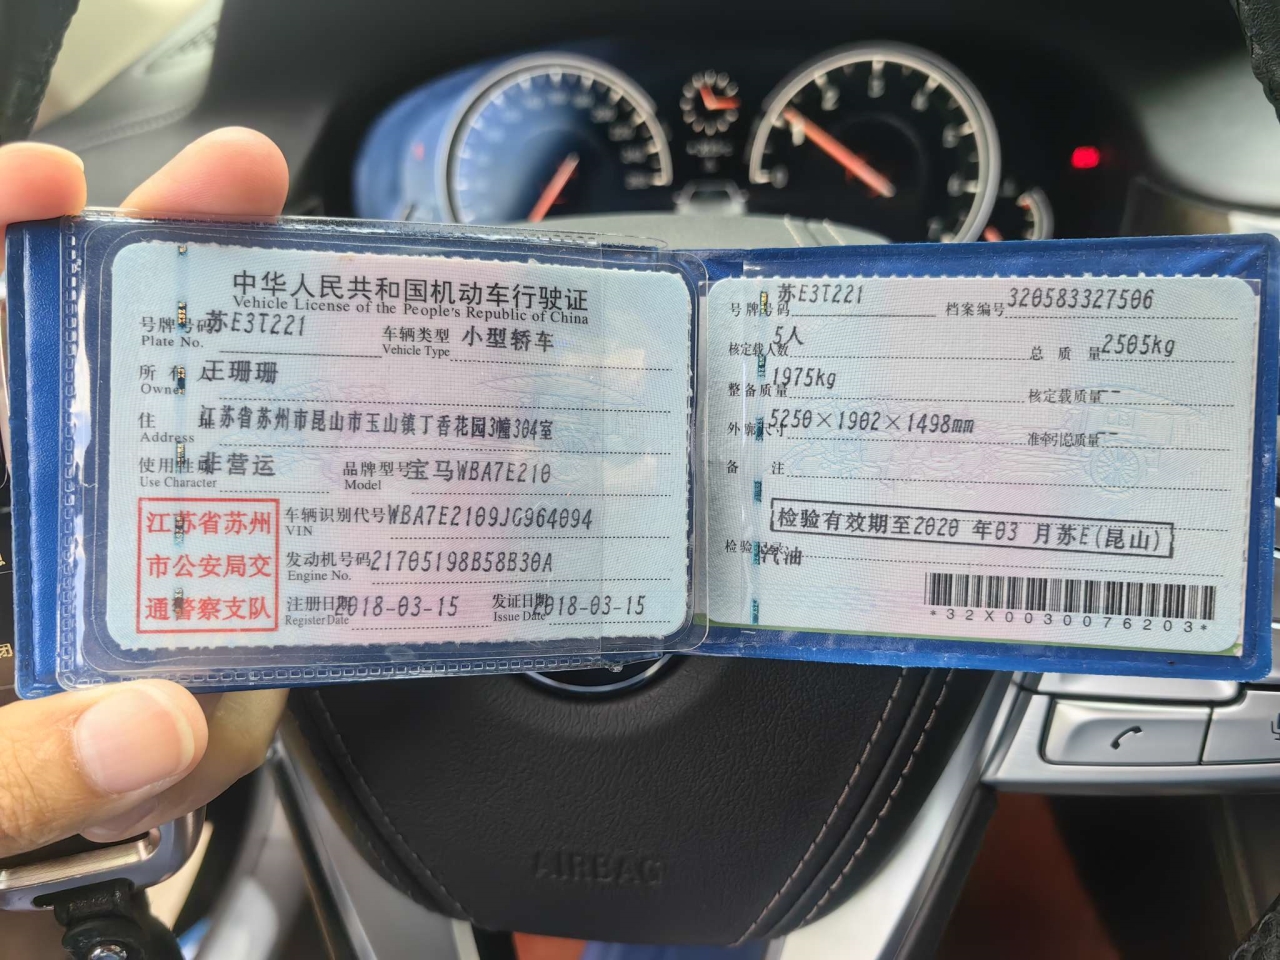 中华人民共和国机动车行驶证
Vehicle License of the People's Republic of China
号牌号码 苏E3T221 车辆类型 小型轿车
Plate No. Vehicle Type
所有人 王珊珊
Owner
住 江苏省苏州市昆山市玉山镇丁香花园3幢304室
Address
使用性质 非营运 品牌型号 宝马WBA7E210
Use Character Model
江苏省苏州
市公安局交
通警察支队
车辆识别代号 WBA7E2109JG964094
VIN
发动机号码 21705198B58B30A
Engine No.
注册日期 2018-03-15 发证日期 2018-03-15
Register Date Issue Date
号牌号码 苏E3T221 档案编号 320583327506
核定载人数 5人 总质量 2505kg
整备质量 1975kg 核定载质量 --
外廓尺寸 5250×1902×1498mm 准牵引总质量 --
备注
检验有效期至2020年03月苏E(昆山)
检验记录 汽油
*32X0030076203*
AIRBAG
1
2
3
4
5
0